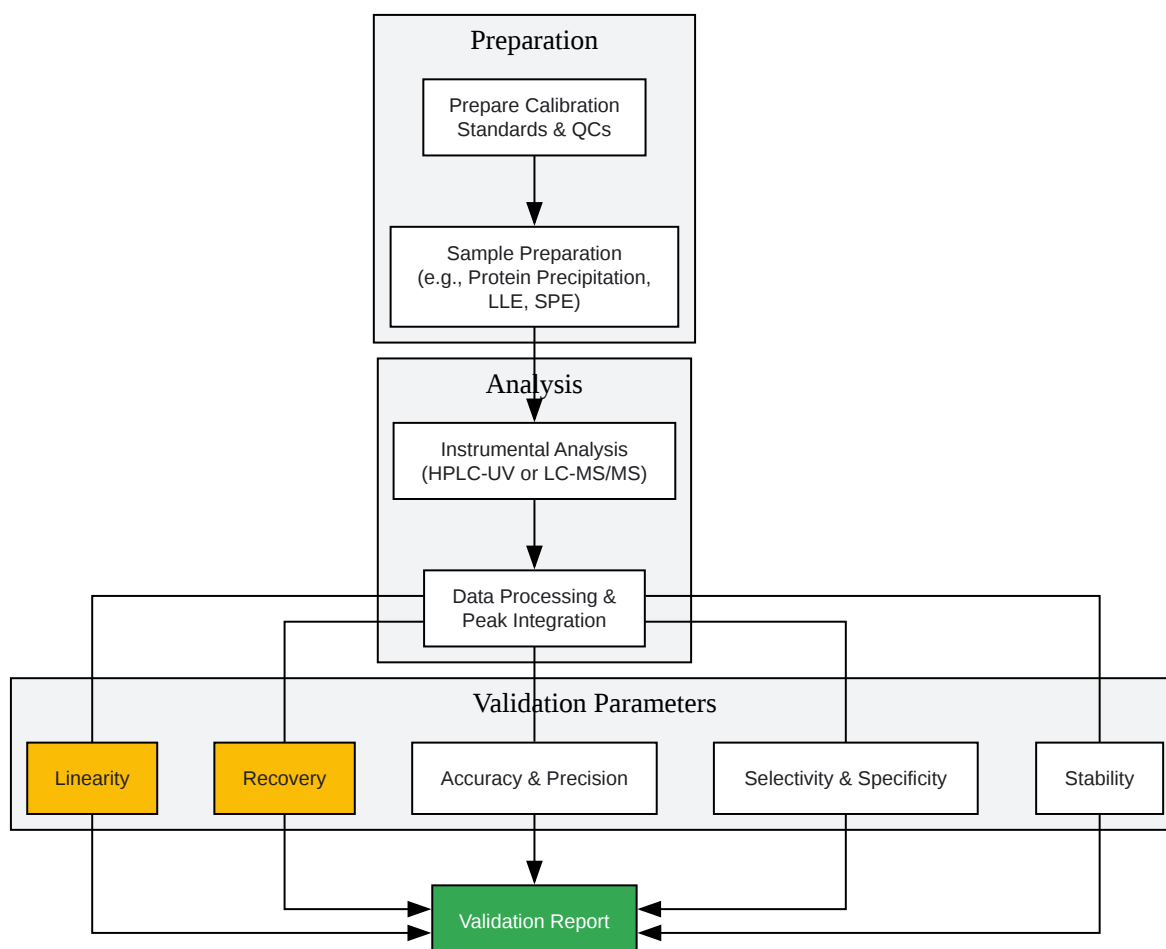 Preparation
Prepare Calibration
Standards & QCs
Sample Preparation
(e.g., Protein Precipitation,
LLE, SPE)
Analysis
Instrumental Analysis
(HPLC-UV or LC-MS/MS)
Data Processing &
Peak Integration
Validation Parameters
Linearity
Recovery
Accuracy & Precision
Selectivity & Specificity
Stability
Validation Report